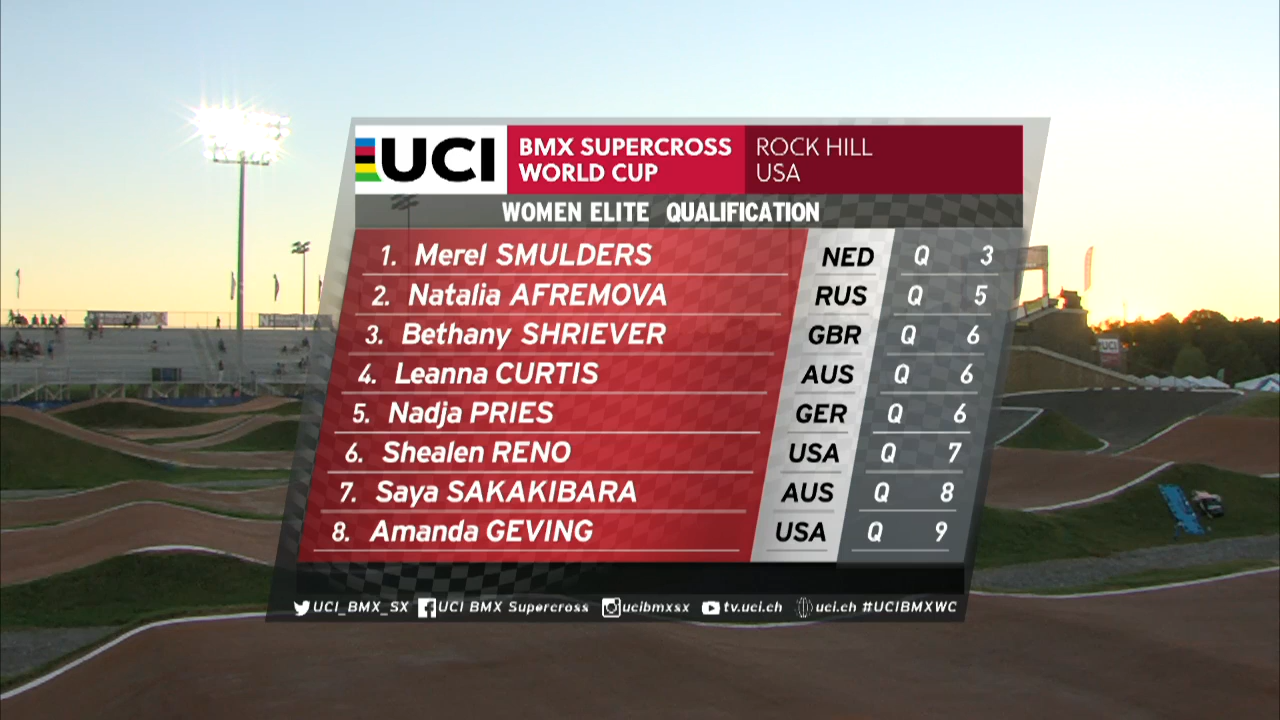 UCI
BMX SUPERCROSS
WORLD CUP
ROCK HILL
USA
WOMEN ELITE QUALIFICATION
1. Merel SMULDERS NED Q 3
2. Natalia AFREMOVA RUS Q 5
3. Bethany SHRIEVER GBR Q 6
4. Leanna CURTIS AUS Q 6
5. Nadja PRIES GER Q 6
6. Shealen RENO USA Q 7
7. Saya SAKAKIBARA AUS Q 8
8. Amanda GEVING USA Q 9
UCI_BMX_SX UCI BMX Supercross ucibmxsx tv.uci.ch uci.ch #UCIBMXWC
UCI